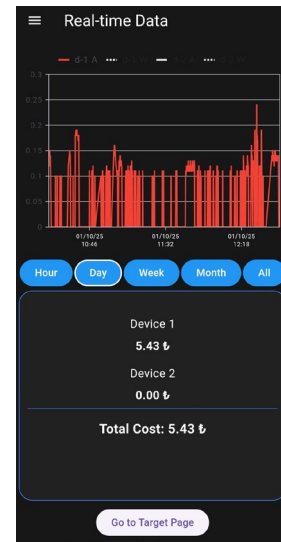 Real-time Data
d-1 A
0.3
0.25
0.2
0.15
0.1
0.05
0
01/10/25 01/10/25 01/10/25
10:46 11:32 12:18
Hour Day Week Month All
Device 1
5.43 ₺
Device 2
0.00 ₺
Total Cost: 5.43 ₺
Go to Target Page